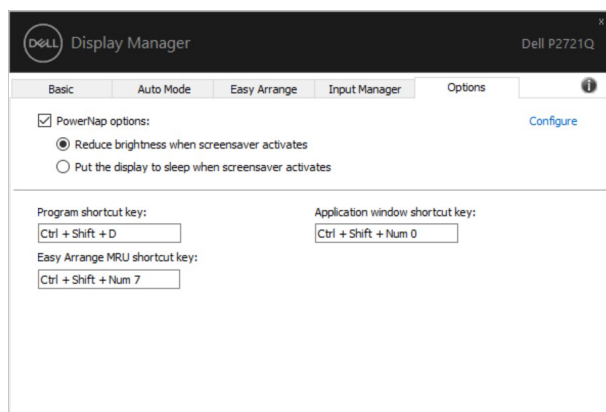 x
DELL Display Manager Dell P2721Q
Basic Auto Mode Easy Arrange Input Manager Options i
PowerNap options: Configure
Reduce brightness when screensaver activates
Put the display to sleep when screensaver activates
Program shortcut key: Application window shortcut key:
Ctrl + Shift + D Ctrl + Shift + Num 0
Easy Arrange MRU shortcut key:
Ctrl + Shift + Num 7